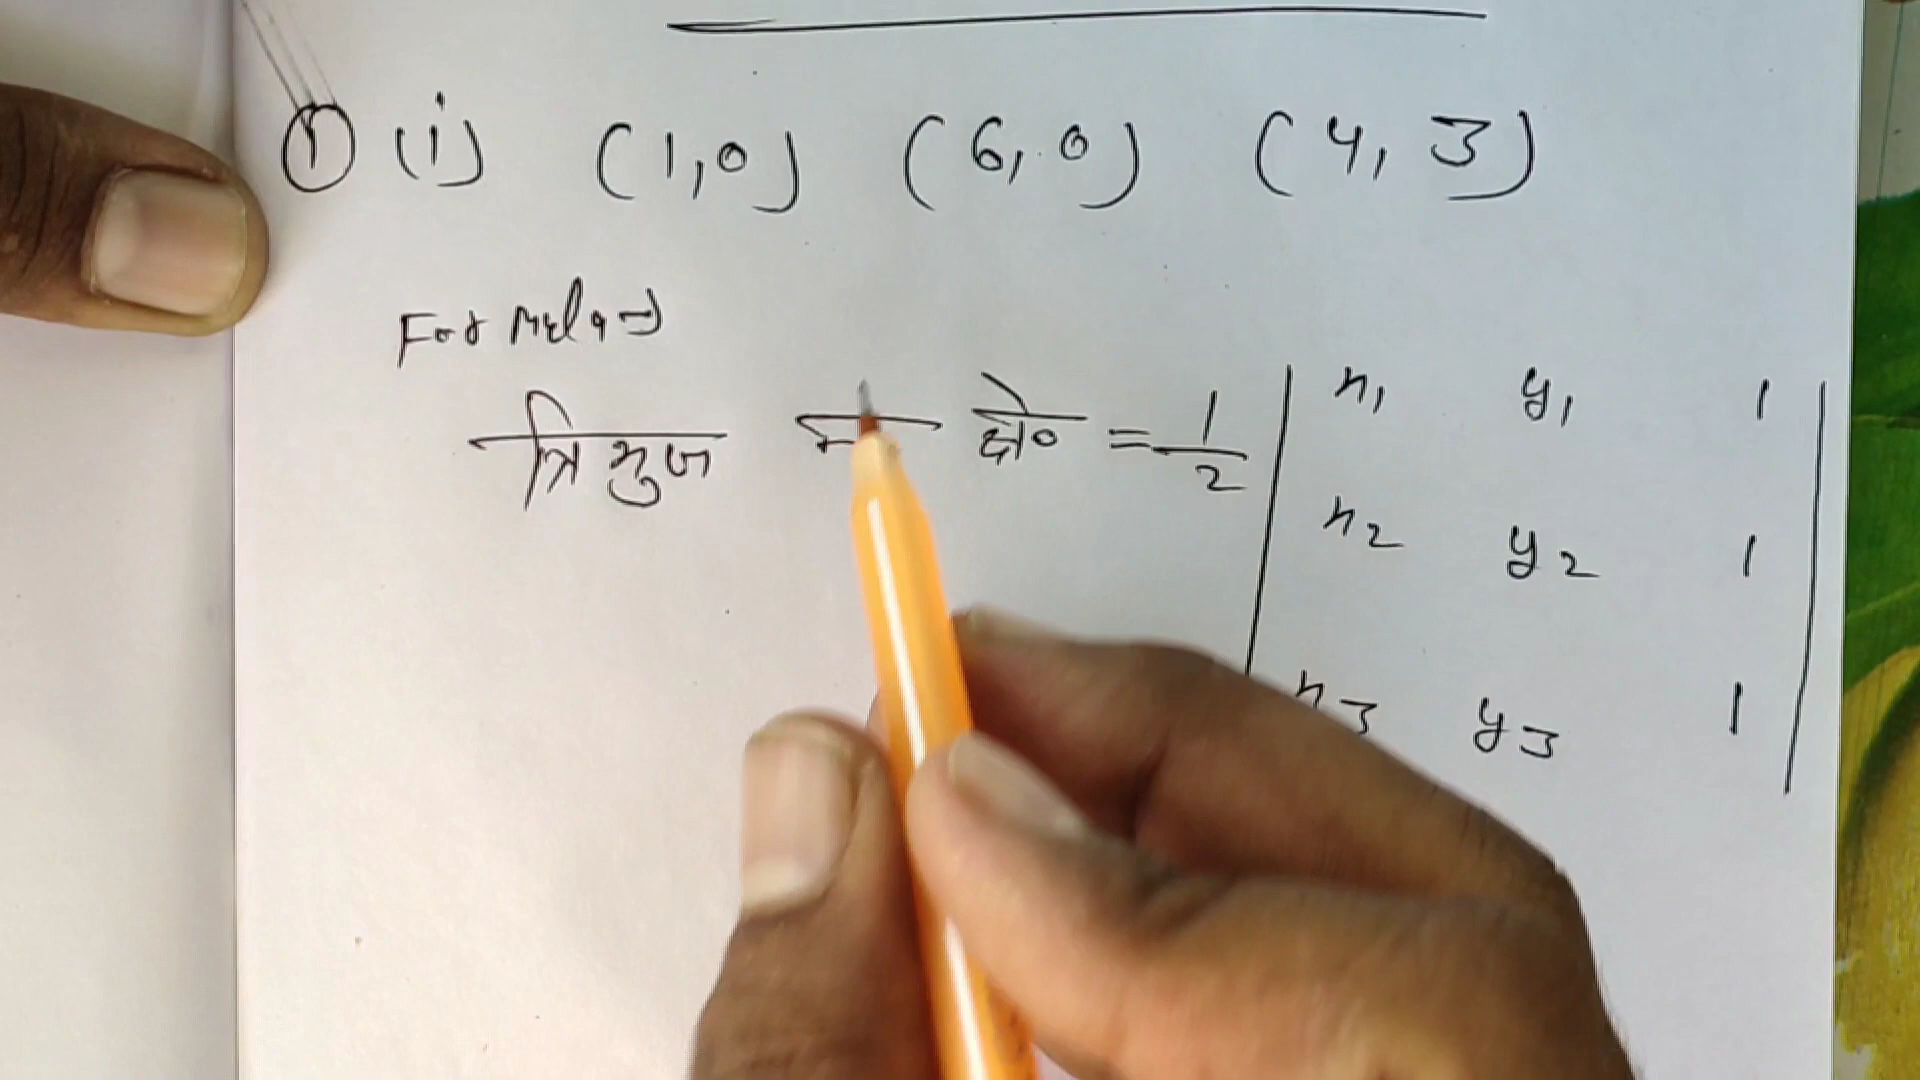 ① (i) (1,0) (6,0) (4,3)
Formula→
त्रिभुज क्षे० = 1/2 | x₁ y₁ 1 |
x₂ y₂ 1
x₃ y₃ 1